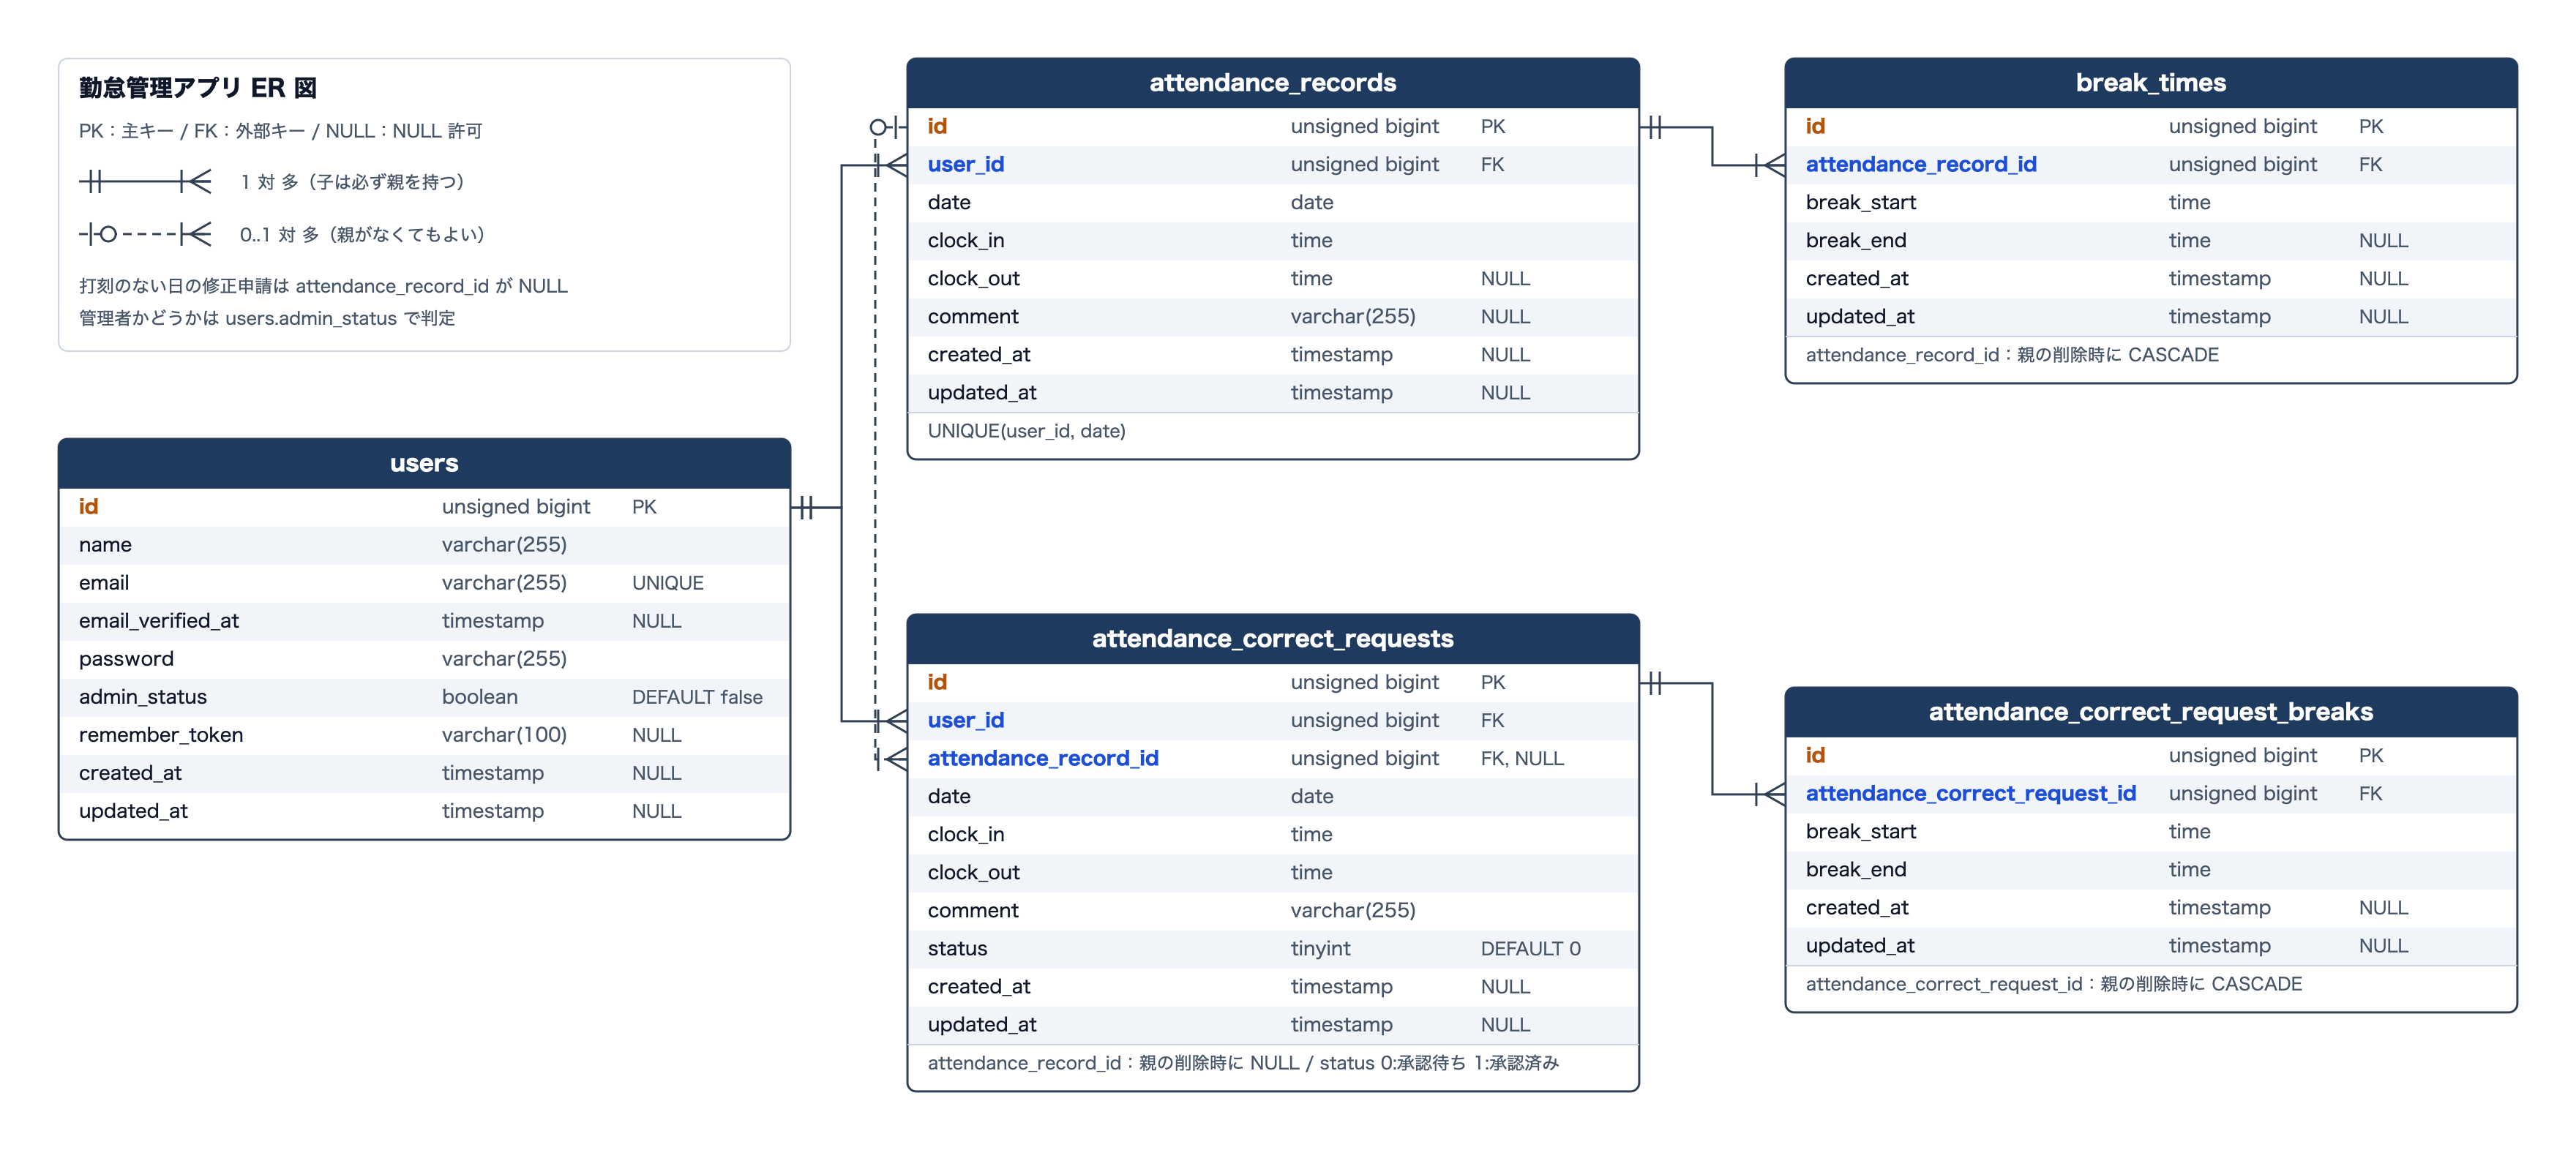 勤怠管理アプリ ER 図
PK：主キー / FK：外部キー / NULL：NULL 許可
1 対 多（子は必ず親を持つ）
0..1 対 多（親がなくてもよい）
打刻のない日の修正申請は attendance_record_id が NULL
管理者かどうかは users.admin_status で判定
users
id unsigned bigint PK
name varchar(255)
email varchar(255) UNIQUE
email_verified_at timestamp NULL
password varchar(255)
admin_status boolean DEFAULT false
remember_token varchar(100) NULL
created_at timestamp NULL
updated_at timestamp NULL
attendance_records
id unsigned bigint PK
user_id unsigned bigint FK
date date
clock_in time
clock_out time NULL
comment varchar(255) NULL
created_at timestamp NULL
updated_at timestamp NULL
UNIQUE(user_id, date)
attendance_correct_requests
id unsigned bigint PK
user_id unsigned bigint FK
attendance_record_id unsigned bigint FK, NULL
date date
clock_in time
clock_out time
comment varchar(255)
status tinyint DEFAULT 0
created_at timestamp NULL
updated_at timestamp NULL
attendance_record_id：親の削除時に NULL / status 0:承認待ち 1:承認済み
break_times
id unsigned bigint PK
attendance_record_id unsigned bigint FK
break_start time
break_end time NULL
created_at timestamp NULL
updated_at timestamp NULL
attendance_record_id：親の削除時に CASCADE
attendance_correct_request_breaks
id unsigned bigint PK
attendance_correct_request_id unsigned bigint FK
break_start time
break_end time
created_at timestamp NULL
updated_at timestamp NULL
attendance_correct_request_id：親の削除時に CASCADE